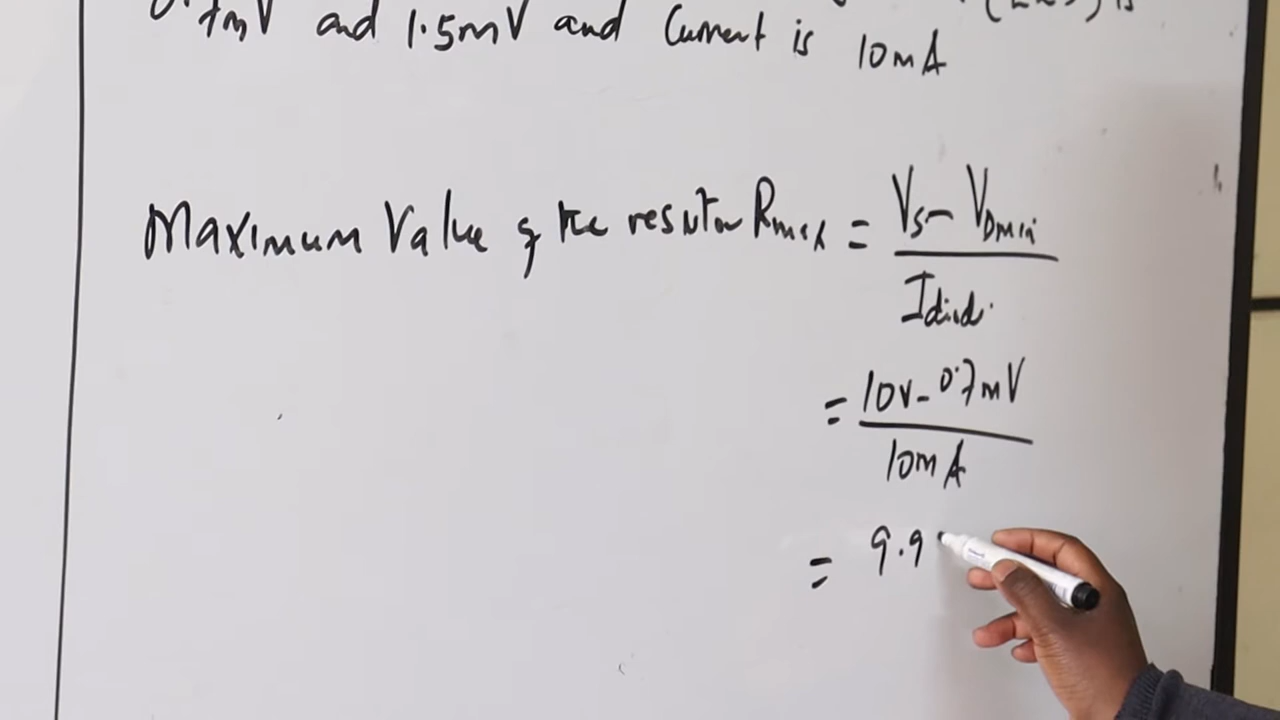 0.7mV and 1.5mV and Current is 10mA
Maximum Value of the resistor Rmax = Vs - VDmin
Idiod.
= 10V - 0.7mV
10mA
= 9.9